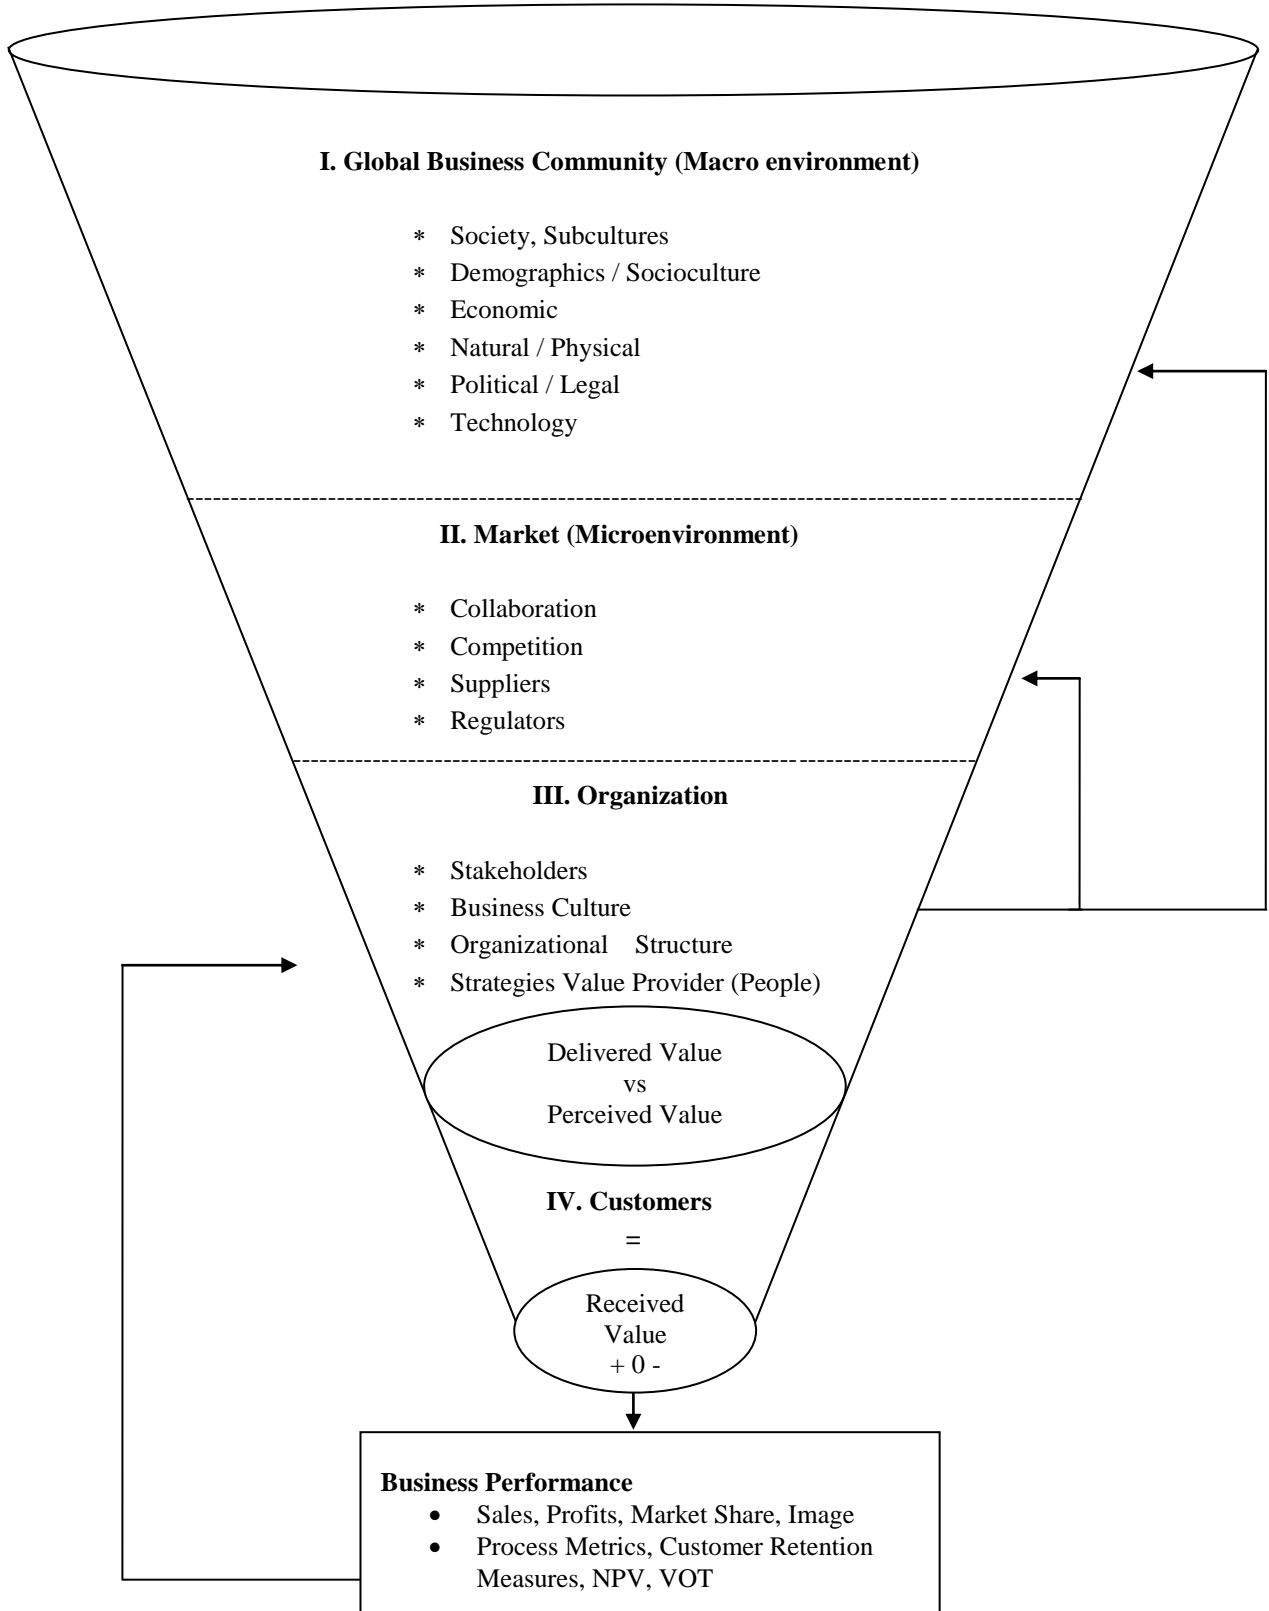 I. Global Business Community (Macro environment)
* Society, Subcultures
* Demographics / Socioculture
* Economic
* Natural / Physical
* Political / Legal
* Technology
II. Market (Microenvironment)
* Collaboration
* Competition
* Suppliers
* Regulators
III. Organization
* Stakeholders
* Business Culture
* Organizational Structure
* Strategies Value Provider (People)
Delivered Value
vs
Perceived Value
IV. Customers
=
Received
Value
+ 0 -
Business Performance
• Sales, Profits, Market Share, Image
• Process Metrics, Customer Retention
Measures, NPV, VOT